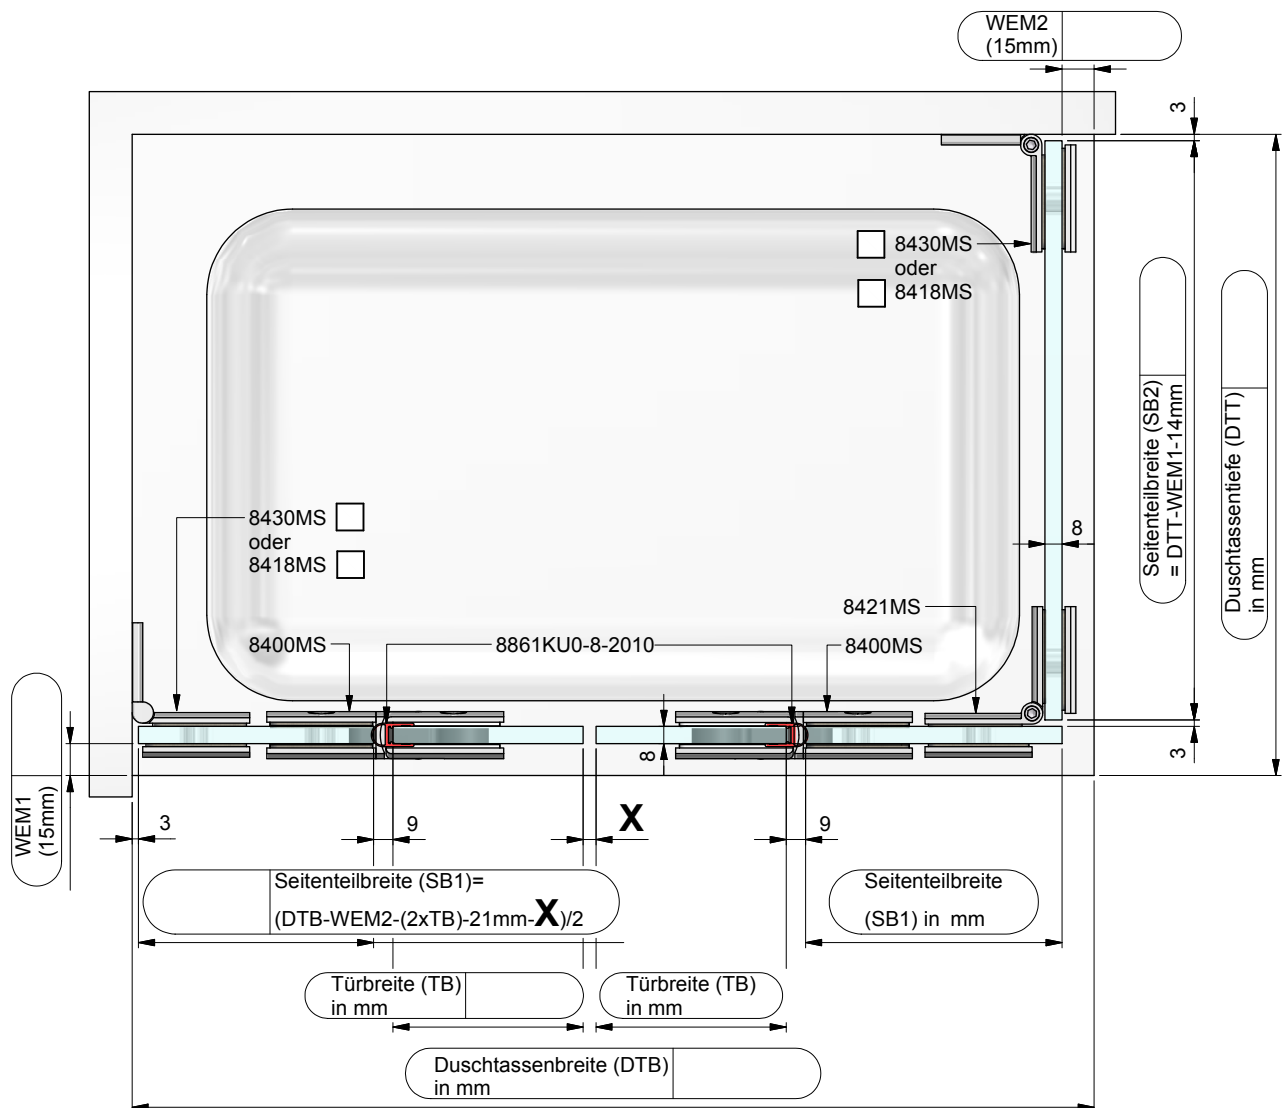 WEM2
(15mm)
3
8430MS
oder
8418MS
Seitenteilbreite (SB2)
= DTT-WEM1-14mm
Duschtassentiefe (DTT)
in mm
8430MS
oder
8418MS
8
8421MS
8400MS
8861KU0-8-2010
8400MS
WEM1
(15mm)
8
3
3
9
X
9
Seitenteilbreite (SB1)=
(DTB-WEM2-(2xTB)-21mm-X)/2
Seitenteilbreite
(SB1) in mm
Türbreite (TB)
in mm
Türbreite (TB)
in mm
Duschtassenbreite (DTB)
in mm